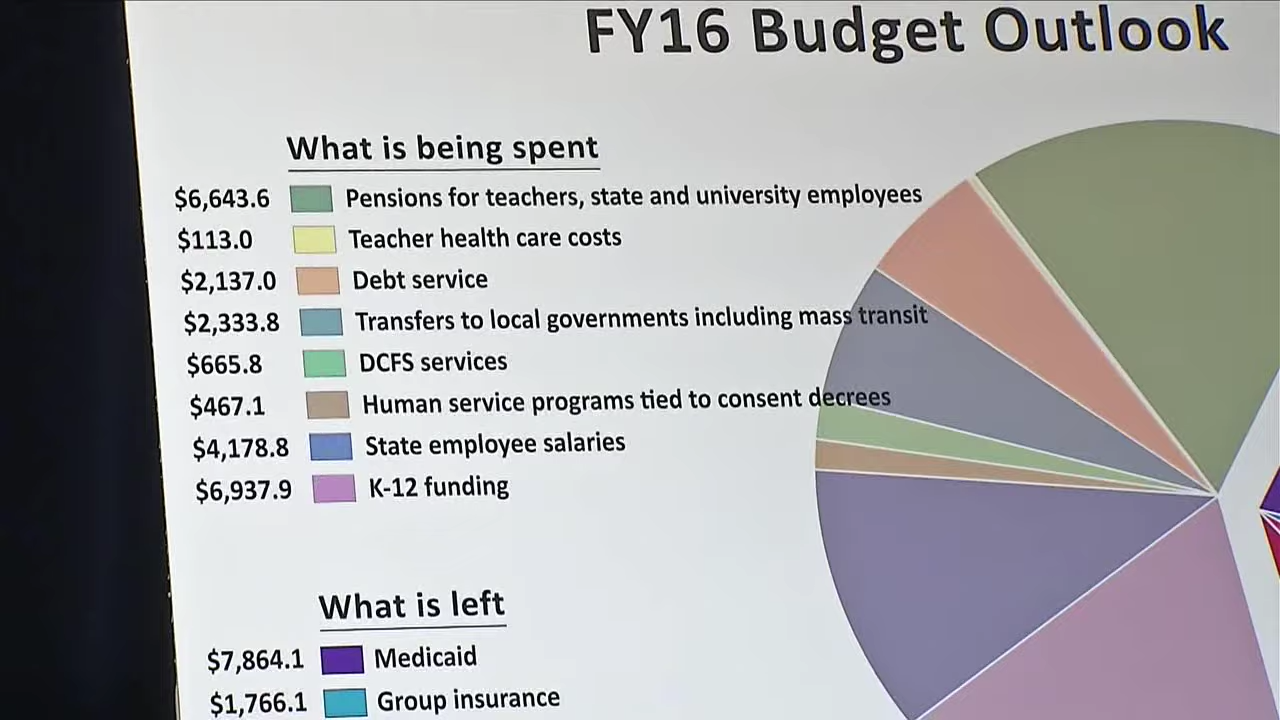 FY16 Budget Outlook
What is being spent
$6,643.6 Pensions for teachers, state and university employees
$113.0 Teacher health care costs
$2,137.0 Debt service
$2,333.8 Transfers to local governments including mass transit
$665.8 DCFS services
$467.1 Human service programs tied to consent decrees
$4,178.8 State employee salaries
$6,937.9 K-12 funding
What is left
$7,864.1 Medicaid
$1,766.1 Group insurance